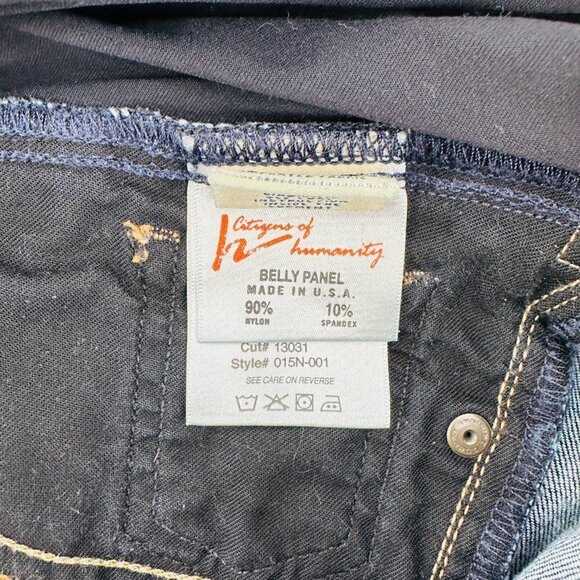 Citizens of
humanity
BELLY PANEL
MADE IN U.S.A.
90% 10%
NYLON SPANDEX
Cut# 13031
Style# 015N-001
SEE CARE ON REVERSE